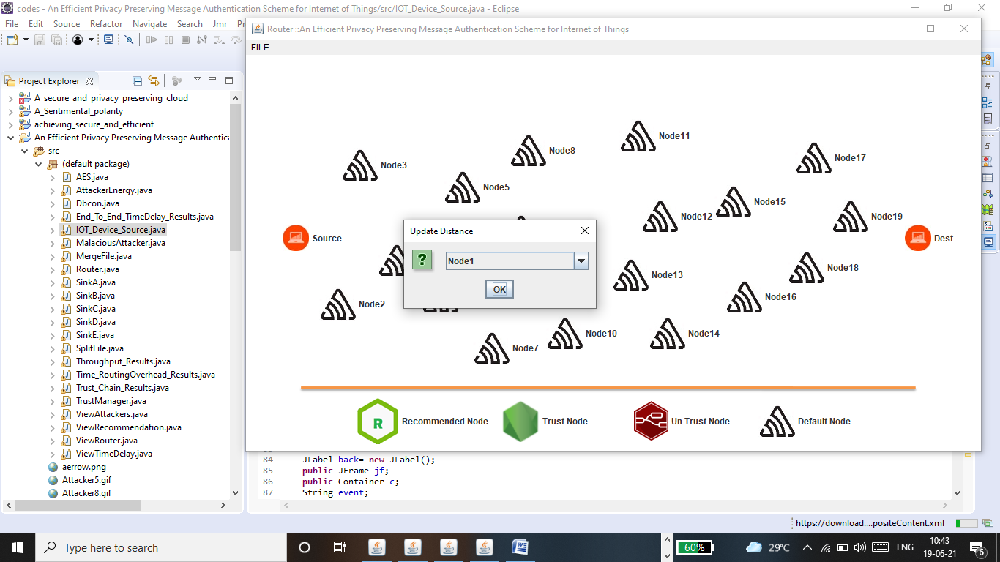 codes - An Efficient Privacy Preserving Message Authentication Scheme for Internet of Things/src/IOT_Device_Source.java - Eclipse
File Edit Source Refactor Navigate Search Jmr
Router ::An Efficient Privacy Preserving Message Authentication Scheme for Internet of Things
FILE
Project Explorer
A_secure_and_privacy_preserving_cloud
A_Sentimental_polarity
achieving_secure_and_efficient
An Efficient Privacy Preserving Message Authentica
src
(default package)
AES.java
AttackerEnergy.java
Dbcon.java
End_To_End_TimeDelay_Results.java
IOT_Device_Source.java
MalaciousAttacker.java
MergeFile.java
Router.java
SinkA.java
SinkB.java
SinkC.java
SinkD.java
SinkE.java
SplitFile.java
Throughput_Results.java
Time_RoutingOverhead_Results.java
Trust_Chain_Results.java
TrustManager.java
ViewAttackers.java
ViewRecommendation.java
ViewRouter.java
ViewTimeDelay.java
aerrow.png
Attacker5.gif
Attacker8.gif
Node11
Node8
Node17
Node3
Node5
Node15
Node12
Node19
Source
Dest
Update Distance
Node1
OK
Node18
Node13
Node16
Node2
Node10
Node14
Node7
R
Recommended Node
Trust Node
Un Trust Node
Default Node
84 JLabel back= new JLabel();
85 public JFrame jf;
86 public Container c;
87 String event;
https://download....positeContent.xml
Type here to search
60%
29°C
ENG
10:43
19-06-21
6